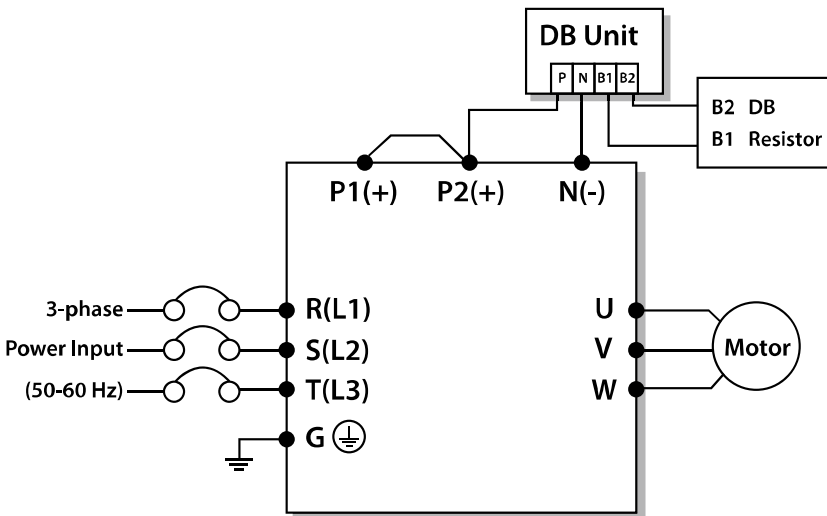 DB Unit
P N B1 B2
B2 DB
B1 Resistor
P1(+) P2(+) N(-)
3-phase R(L1) U
Power Input S(L2) V Motor
(50-60 Hz) T(L3) W
G